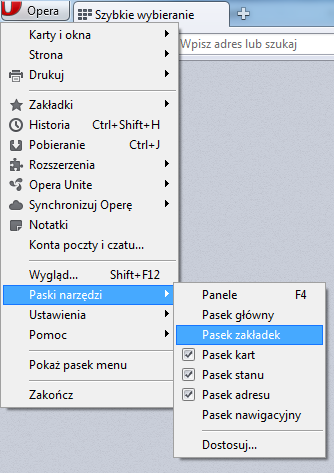 Opera
Szybkie wybieranie
Karty i okna
Wpisz adres lub szukaj
Strona
Drukuj
Zakładki
Historia Ctrl+Shift+H
Pobieranie Ctrl+J
Rozszerzenia
Opera Unite
Synchronizuj Operę
Notatki
Konta poczty i czatu...
Wygląd... Shift+F12
Paski narzędzi
Ustawienia
Pomoc
Pokaż pasek menu
Zakończ
Panele F4
Pasek główny
Pasek zakładek
Pasek kart
Pasek stanu
Pasek adresu
Pasek nawigacyjny
Dostosuj...